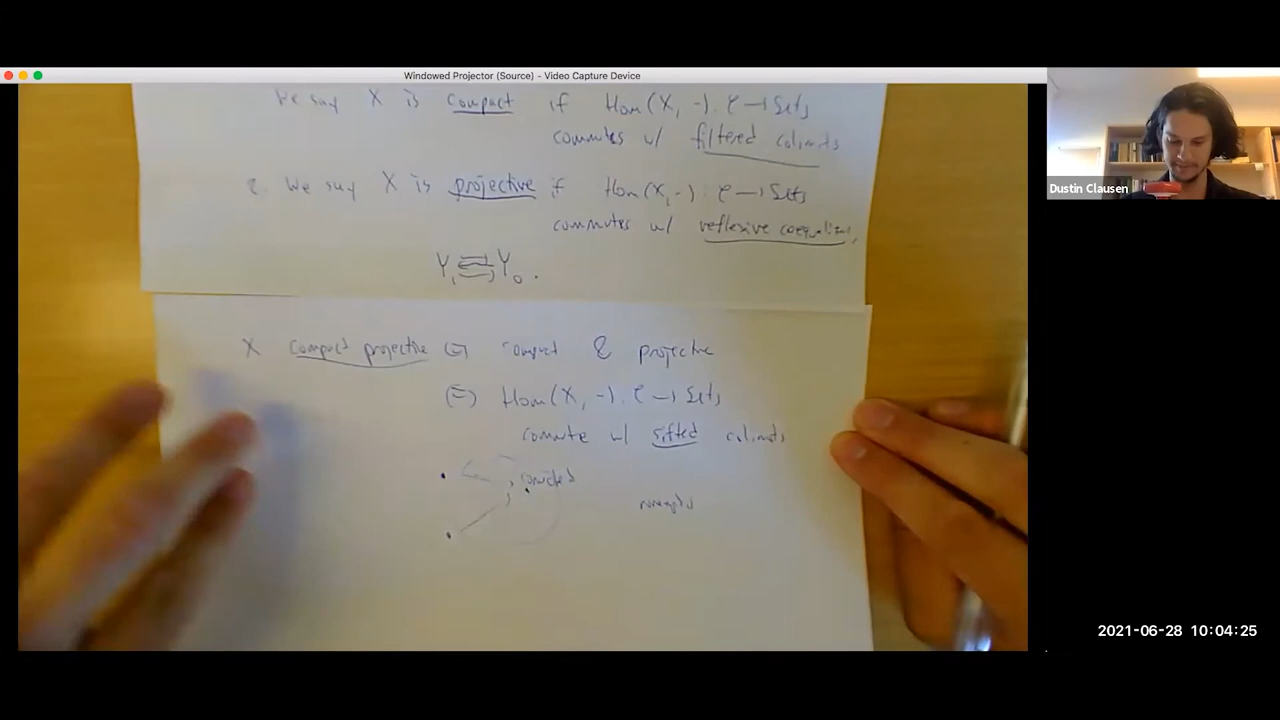 Windowed Projector (Source) - Video Capture Device
We say X is compact if Hom(X, -): C → Sets
commutes w/ filtered colimits
2. We say X is projective if Hom(X, -): C → Sets
commutes w/ reflexive coequalizers,
Y₁ ⇄ Y₀.
X compact projective ⇔ compact & projective
⇔ Hom(X, -): C → Sets
commute w/ sifted colimits
connected
nonempty
Dustin Clausen
2021-06-28 10:04:25